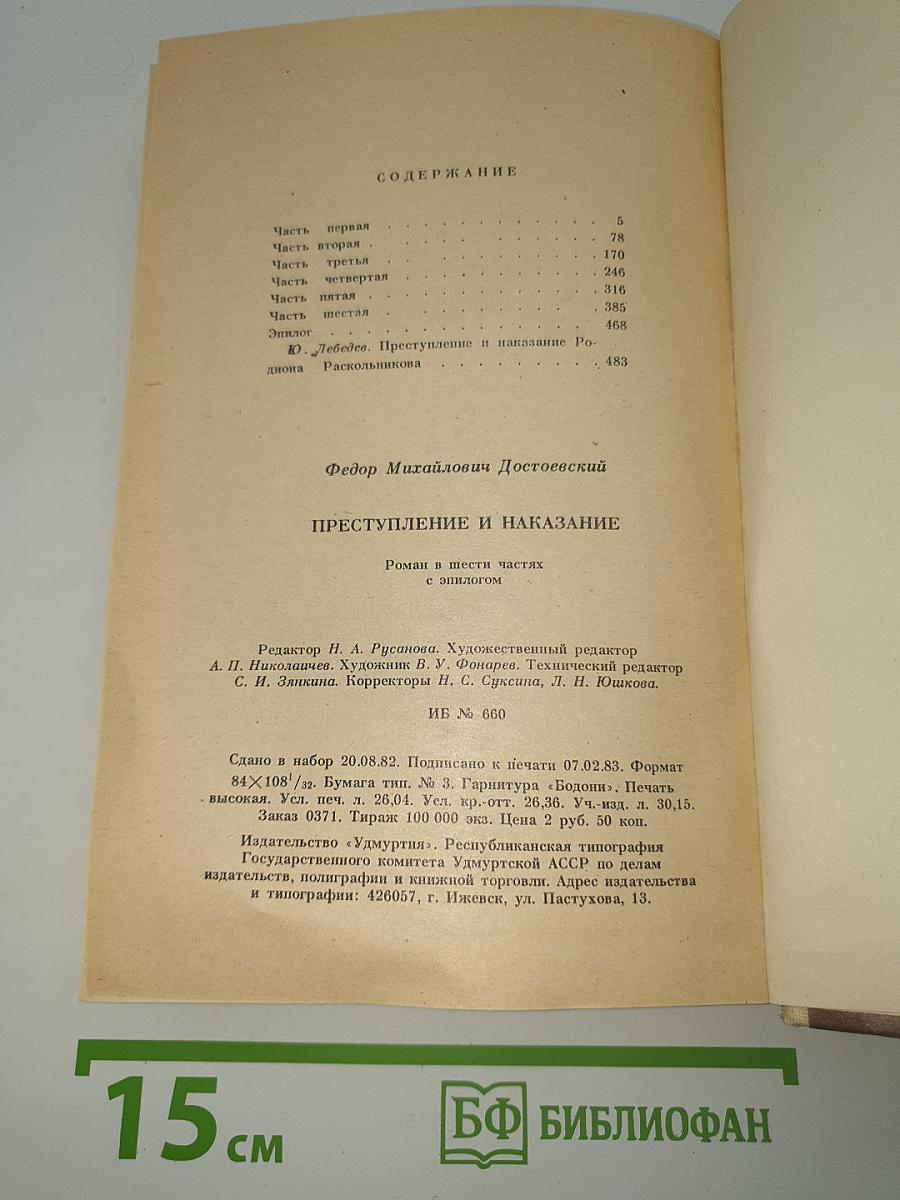 СОДЕРЖАНИЕ
Часть первая . . . . . . . . . . . . 5
Часть вторая . . . . . . . . . . . . 78
Часть третья . . . . . . . . . . . . 170
Часть четвертая . . . . . . . . . . 246
Часть пятая . . . . . . . . . . . . 316
Часть шестая . . . . . . . . . . . 385
Эпилог . . . . . . . . . . . . . 468
Ю. Лебедев. Преступление и наказание Ро-
диона Раскольникова . . . . . . . . . 483
Федор Михайлович Достоевский
ПРЕСТУПЛЕНИЕ И НАКАЗАНИЕ
Роман в шести частях
с эпилогом
Редактор Н. А. Русанова. Художественный редактор
А. П. Николаичев. Художник В. У. Фонарев. Технический редактор
С. И. Зянкина. Корректоры Н. С. Суксина, Л. Н. Юшкова.
ИБ № 660
Сдано в набор 20.08.82. Подписано к печати 07.02.83. Формат
84×108¹/₃₂. Бумага тип. № 3. Гарнитура «Бодони». Печать
высокая. Усл. печ. л. 26,04. Усл. кр.-отт. 26,36. Уч.-изд. л. 30,15.
Заказ 0371. Тираж 100 000 экз. Цена 2 руб. 50 коп.
Издательство «Удмуртия». Республиканская типография
Государственного комитета Удмуртской АССР по делам
издательств, полиграфии и книжной торговли. Адрес издательства
и типографии: 426057, г. Ижевск, ул. Пастухова, 13.
15 см
БФ БИБЛИОФАН